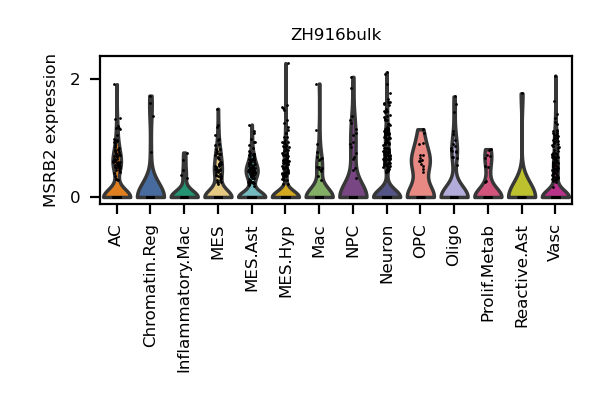 ZH916bulk
MSRB2 expression
2
0
AC
Chromatin.Reg
Inflammatory.Mac
MES
MES.Ast
MES.Hyp
Mac
NPC
Neuron
OPC
Oligo
Prolif.Metab
Reactive.Ast
Vasc